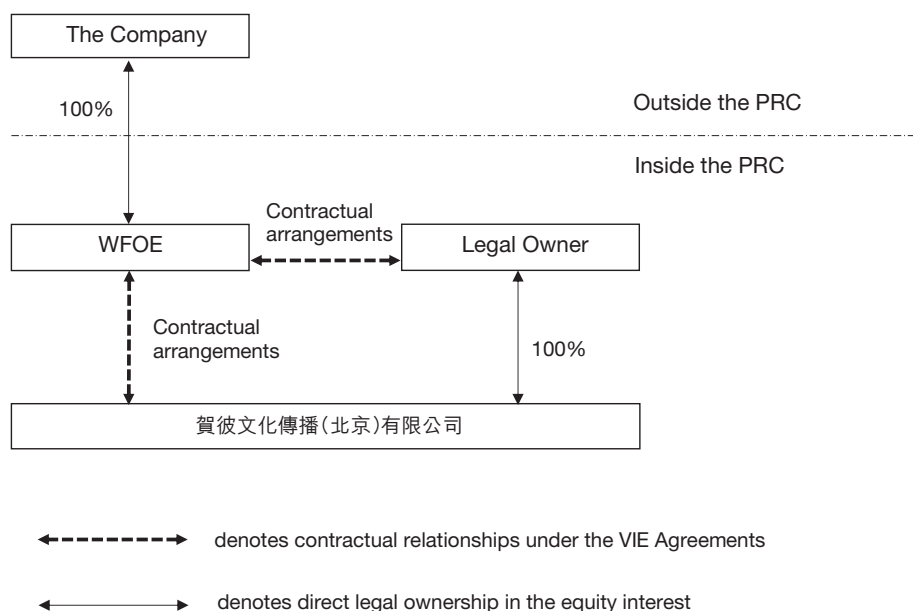 The Company
100%
Outside the PRC
Inside the PRC
Contractual
arrangements
WFOE
Legal Owner
Contractual
arrangements
100%
賀彼文化傳播(北京)有限公司
denotes contractual relationships under the VIE Agreements
denotes direct legal ownership in the equity interest